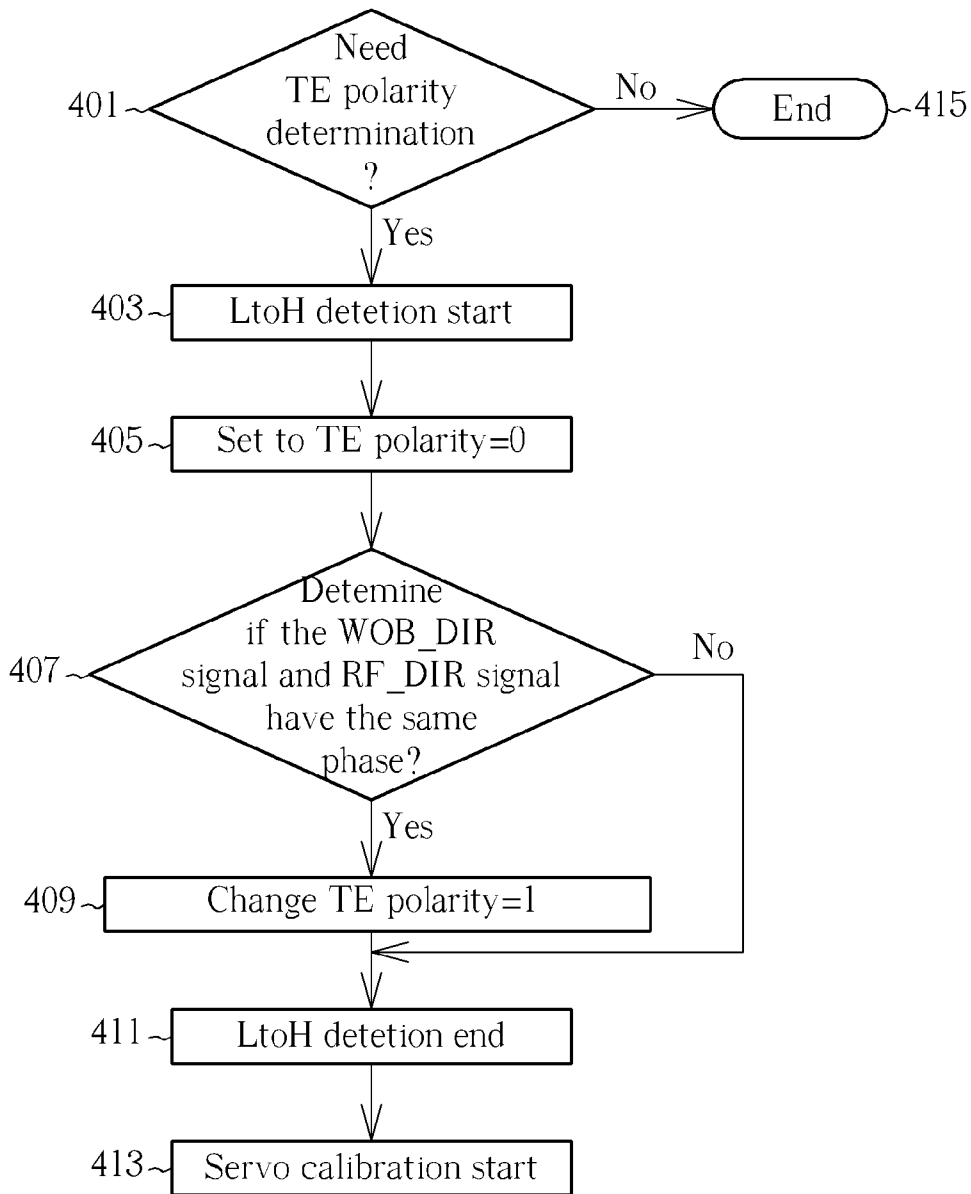 Need
TE polarity
determination
?
401
No
End
415
Yes
403
LtoH detetion start
405
Set to TE polarity=0
Detemine
if the WOB_DIR
signal and RF_DIR signal
have the same
phase?
407
No
Yes
409
Change TE polarity=1
411
LtoH detetion end
413
Servo calibration start